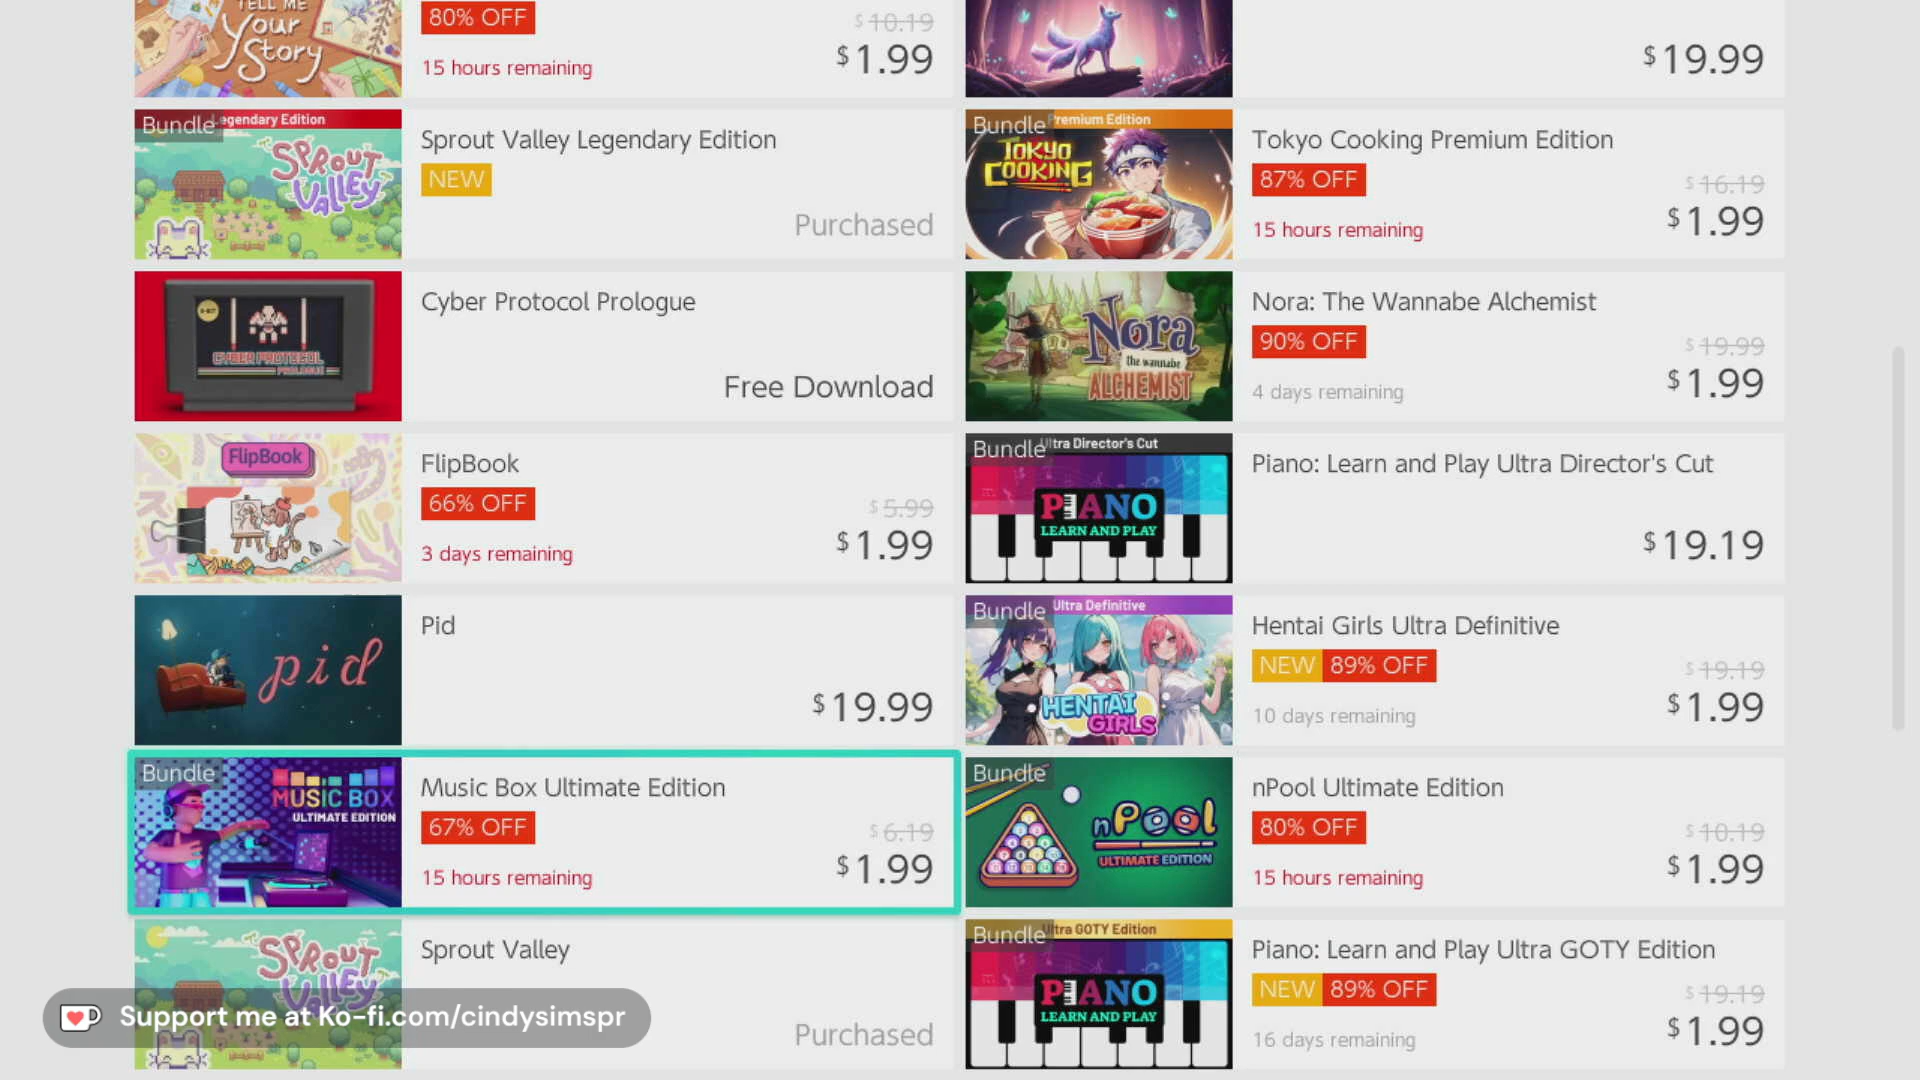 TELL ME
Your
Story
80% OFF
$10.19
15 hours remaining
$1.99
$19.99
Bundle
egendary Edition
SPROUT
VALLEY
Sprout Valley Legendary Edition
NEW
Purchased
Bundle
Premium Edition
TOKYO
COOKING
Tokyo Cooking Premium Edition
87% OFF
$16.19
15 hours remaining
$1.99
8-BIT
CYBER PROTOCOL
PROLOGUE
Cyber Protocol Prologue
Free Download
Nora
the wannabe
ALCHEMIST
Nora: The Wannabe Alchemist
90% OFF
$19.99
4 days remaining
$1.99
FlipBook
FlipBook
66% OFF
$5.99
3 days remaining
$1.99
Bundle
ltra Director's Cut
PIANO
LEARN AND PLAY
Piano: Learn and Play Ultra Director's Cut
$19.19
pid
Pid
$19.99
Bundle
Ultra Definitive
HENTAI
GIRLS
Hentai Girls Ultra Definitive
NEW 89% OFF
$19.19
10 days remaining
$1.99
Bundle
MUSIC BOX
ULTIMATE EDITION
Music Box Ultimate Edition
67% OFF
$6.19
15 hours remaining
$1.99
Bundle
nPool
ULTIMATE EDITION
nPool Ultimate Edition
80% OFF
$10.19
15 hours remaining
$1.99
SPROUT
VALLEY
Sprout Valley
Purchased
Bundle
ltra GOTY Edition
PIANO
LEARN AND PLAY
Piano: Learn and Play Ultra GOTY Edition
NEW 89% OFF
$19.19
16 days remaining
$1.99
Support me at Ko-fi.com/cindysimspr